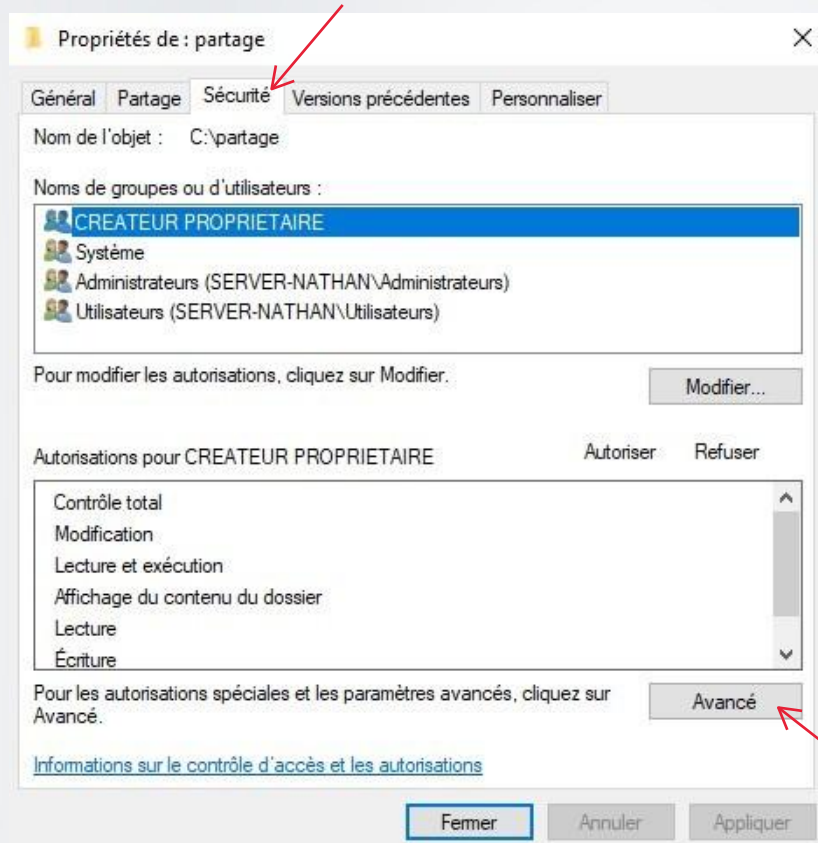 Propriétés de : partage
Général Partage Sécurité Versions précédentes Personnaliser
Nom de l'objet : C:\partage
Noms de groupes ou d'utilisateurs :
CREATEUR PROPRIETAIRE
Système
Administrateurs (SERVER-NATHAN\Administrateurs)
Utilisateurs (SERVER-NATHAN\Utilisateurs)
Pour modifier les autorisations, cliquez sur Modifier.
Modifier...
Autorisations pour CREATEUR PROPRIETAIRE Autoriser Refuser
Contrôle total
Modification
Lecture et exécution
Affichage du contenu du dossier
Lecture
Écriture
Pour les autorisations spéciales et les paramètres avancés, cliquez sur
Avancé.
Avancé
Informations sur le contrôle d'accès et les autorisations
Fermer Annuler Appliquer